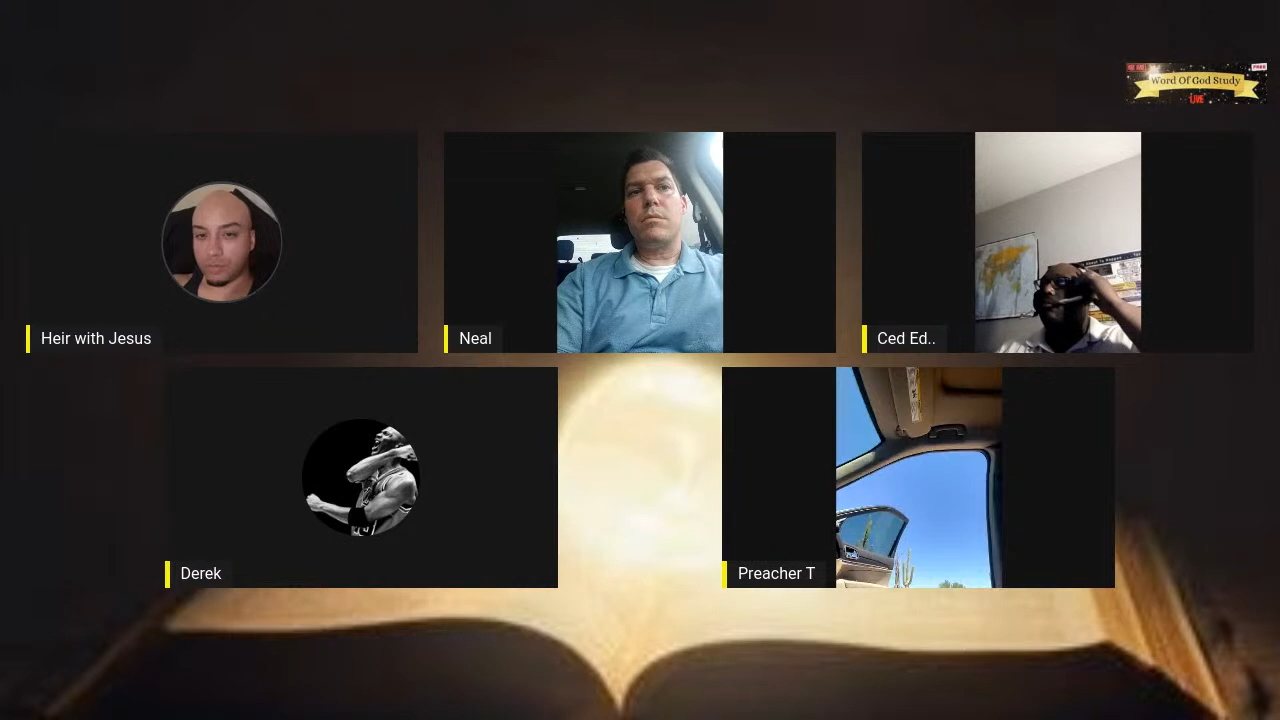 Word Of God Study
LIVE
Heir with Jesus
Neal
Ced Ed..
Derek
Preacher T